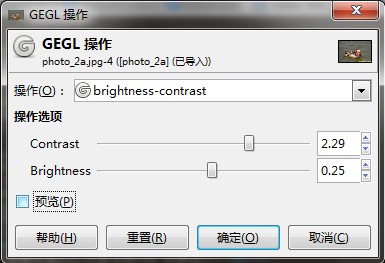 GEGL 操作
GEGL 操作
photo_2a.jpg-4 ([photo_2a] (已导入))
操作(O)： brightness-contrast
操作选项
Contrast 2.29
Brightness 0.25
预览(P)
帮助(H) 重置(R) 确定(O) 取消(C)